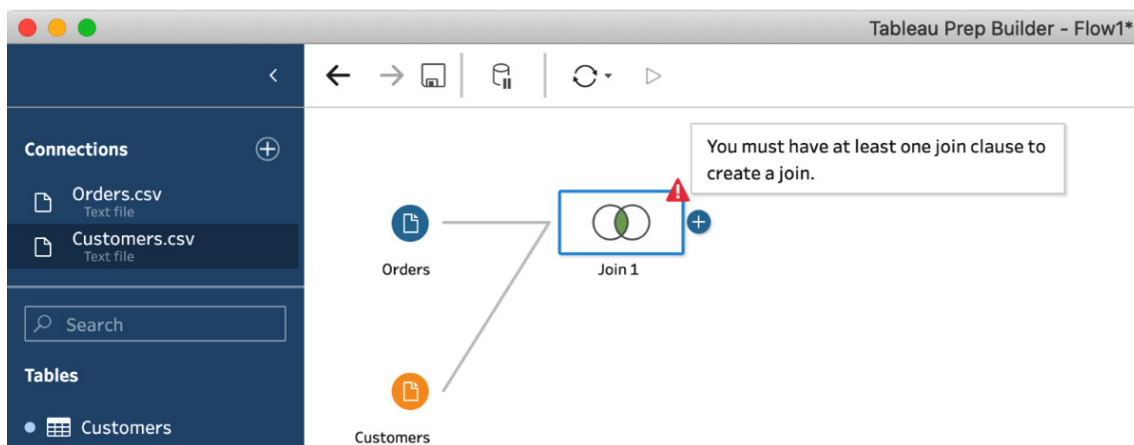 Tableau Prep Builder - Flow1*
Connections
Orders.csv
Text file
Customers.csv
Text file
Search
Tables
Customers
You must have at least one join clause to
create a join.
Orders
Join 1
Customers